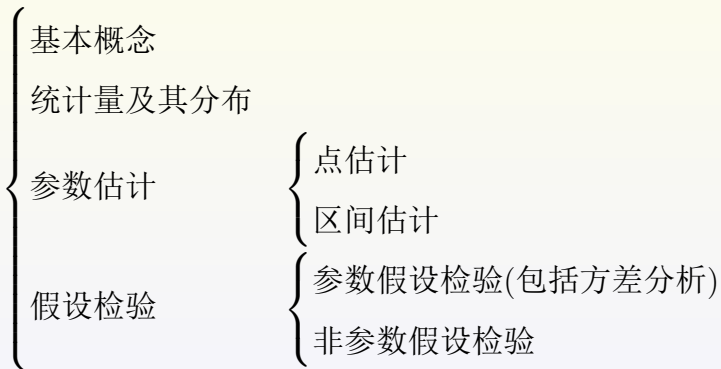 基本概念
统计量及其分布
参数估计
点估计
区间估计
假设检验
参数假设检验(包括方差分析)
非参数假设检验